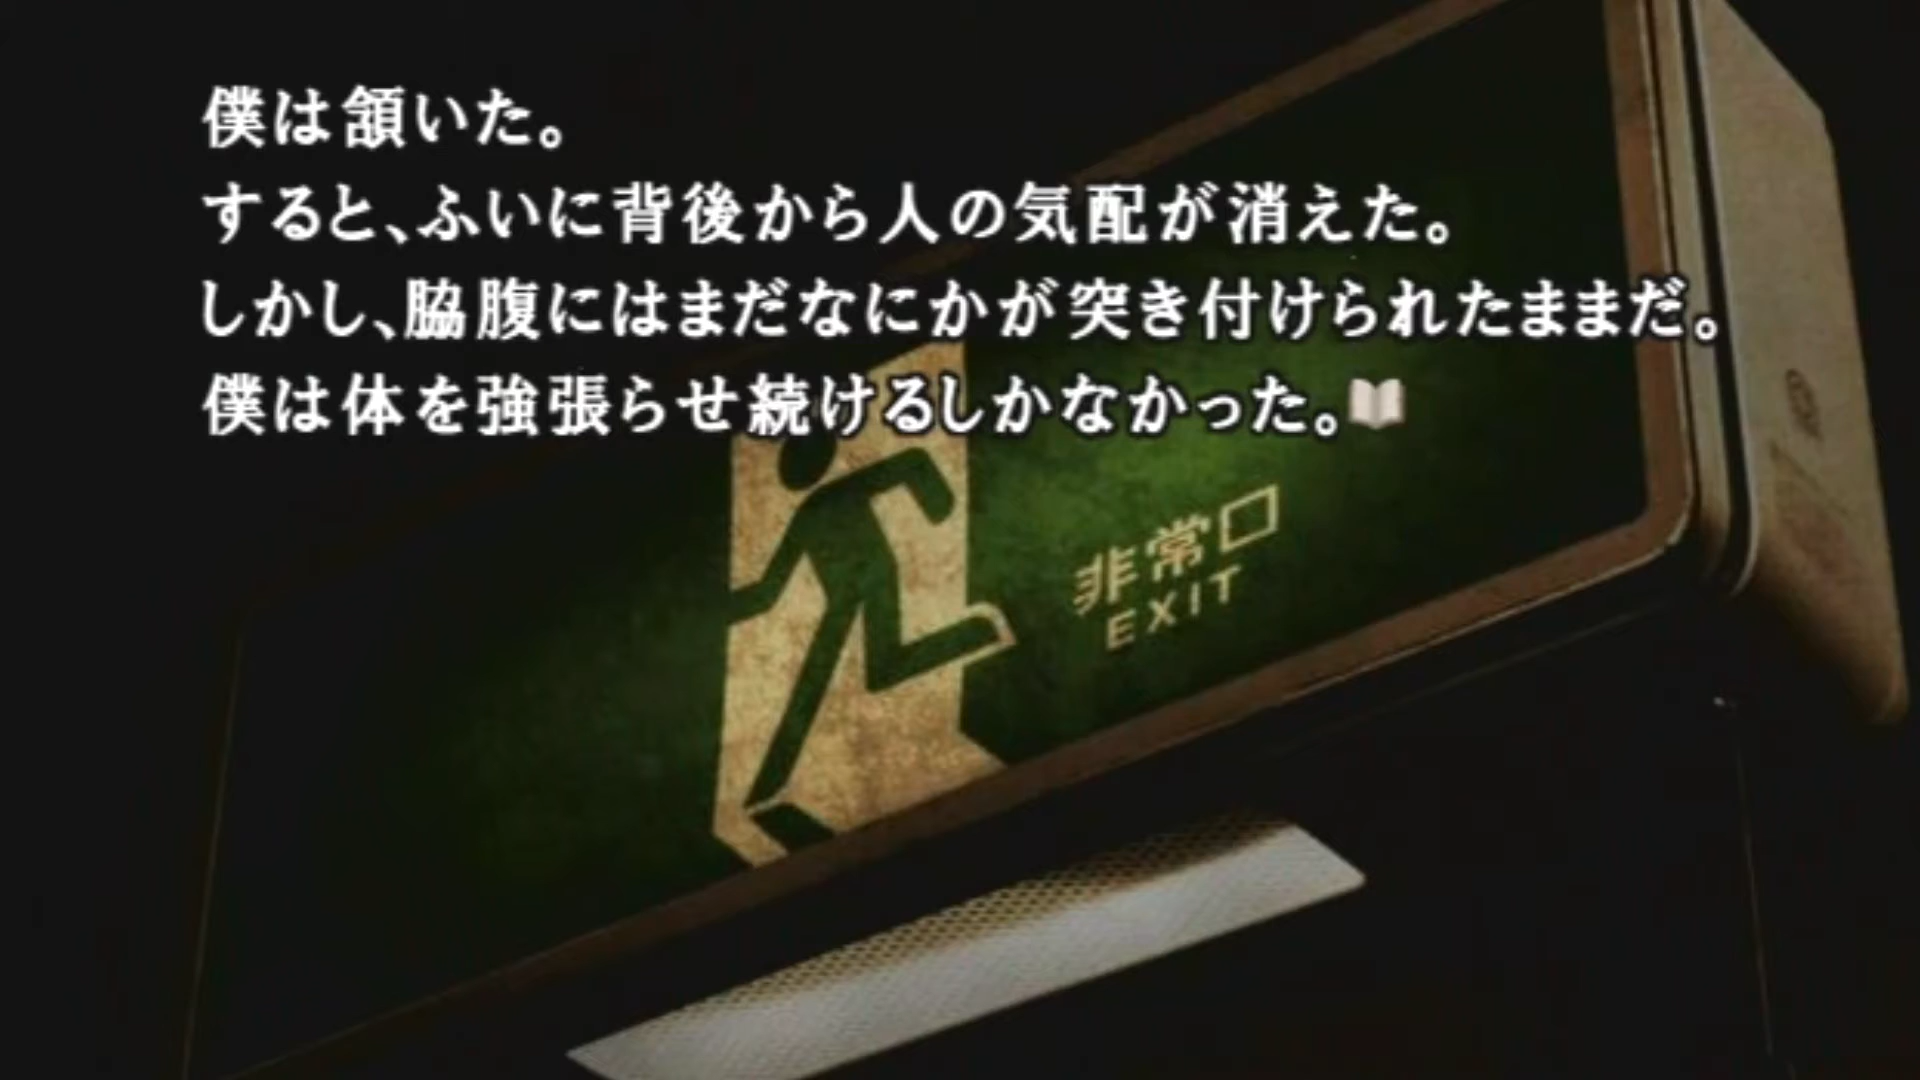 僕は頷いた。
すると、ふいに背後から人の気配が消えた。
しかし、脇腹にはまだなにかが突き付けられたままだ。
僕は体を強張らせ続けるしかなかった。
非常口
EXIT